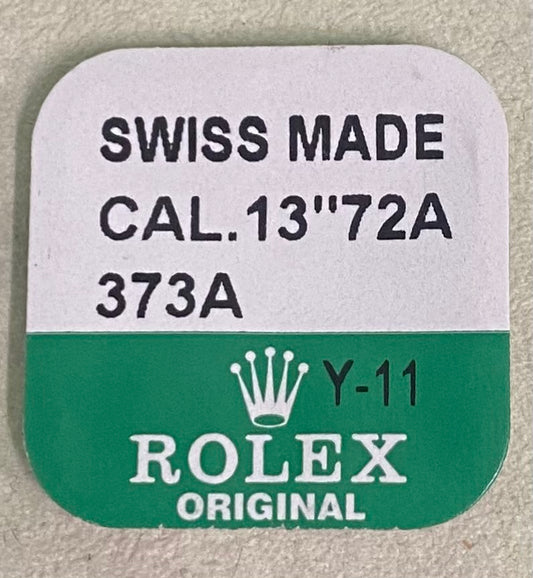 SWISS MADE
CAL.13"72A
373A
Y-11
ROLEX
ORIGINAL